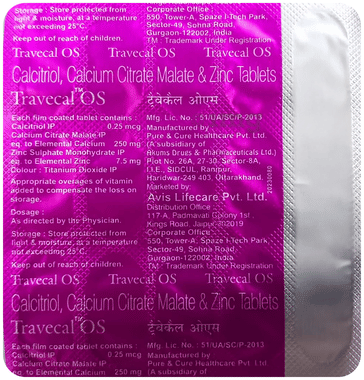 Storage : Store protected from
light & moisture, at a temperature
not exceeding 25°C.
Keep out of reach of children.
Corporate Office :
550, Tower-A, Spaze I-Tech Park,
Sector-49, Sohna Road,
Gurgaon-122002, India
TM : Trademark Under Registration
Travecal OS Travecal OS Travecal OS
Calcitriol, Calcium Citrate Malate & Zinc Tablets
Travecal™ OS ट्रैवेकॅल ओएस
Each film coated tablet contains :
Calcitriol IP 0.25 mcg
Calcium Citrate Malate IP
eq. to Elemental Calcium 250 mg
Zinc Sulphate Monohydrate IP
eq. to Elemental Zinc 7.5 mg
Colour : Titanium Dioxide IP
Appropriate overages of vitamin
added to compensate the loss on
storage.
Dosage :
As directed by the Physician.
Storage : Store protected from
light & moisture, at a temperature
not exceeding 25°C.
Keep out of reach of children.
Mfg. Lic. No. : 51/UA/SC/P-2013
Manufactured by
Pure & Cure Healthcare Pvt. Ltd.
(A subsidiary of
Akums Drugs & Pharmaceuticals Ltd.)
Plot No. 26A, 27-30, Sector-8A,
I.I.E., SIDCUL, Ranipur,
Haridwar-249 403, Uttarakhand.
Marketed by:
Avis Lifecare Pvt. Ltd.
Distribution Office :
117-A, Padmavati Colony 1st,
Kings Road, Jaipur-302019
Corporate Office :
550, Tower-A, Spaze I-Tech Park,
Sector-49, Sohna Road,
Gurgaon-122002, India
TM : Trademark Under Registration
Travecal OS Travecal OS Travecal OS
Calcitriol, Calcium Citrate Malate & Zinc Tablets
Travecal™ OS ट्रैवेकॅल ओएस
Each film coated tablet contains :
Calcitriol IP 0.25 mcg
Calcium Citrate Malate IP
eq. to Elemental Calcium 250 mg
Mfg. Lic. No. : 51/UA/SC/P-2013
Manufactured by
Pure & Cure Healthcare Pvt. Ltd.
(A subsidiary of